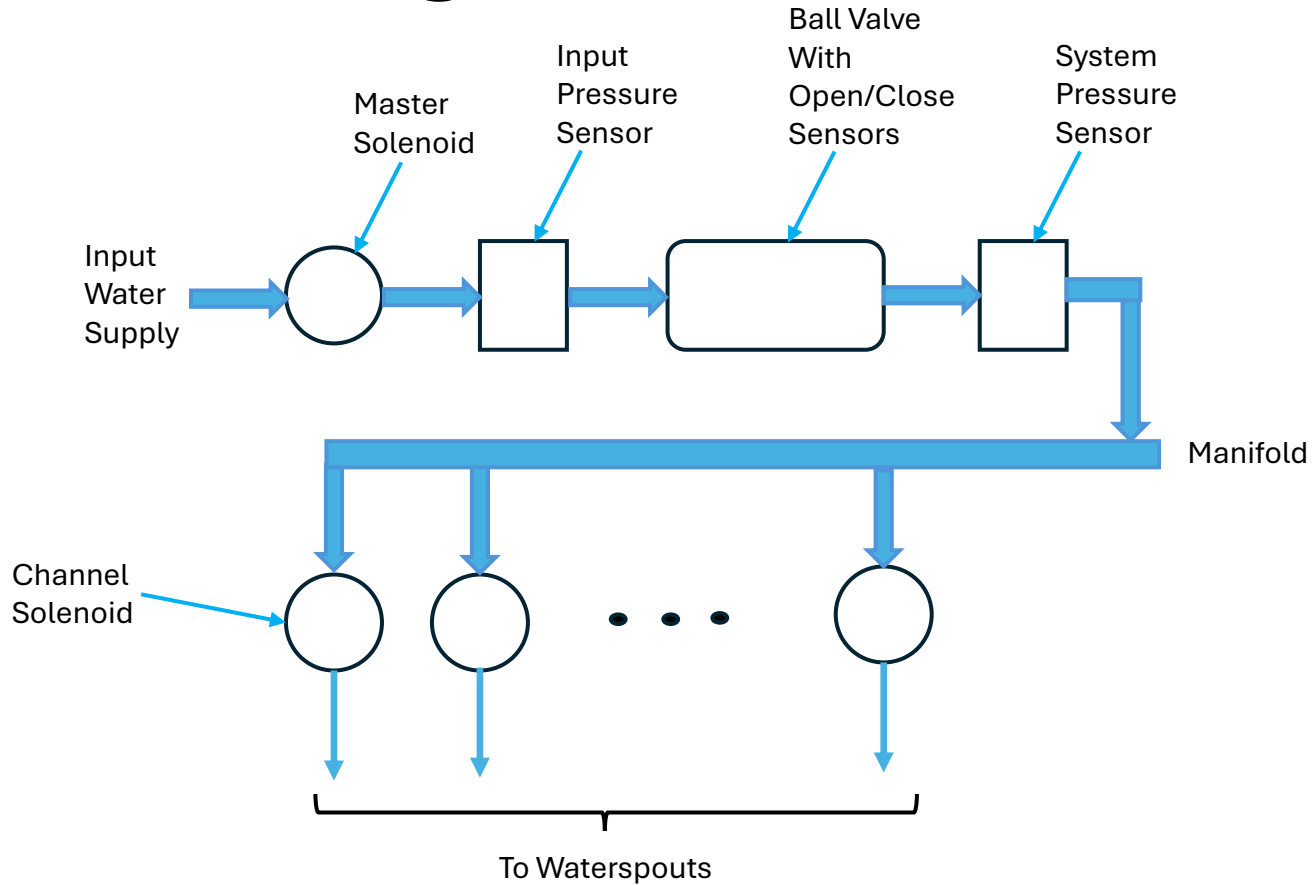 Ball Valve
With
Open/Close
Sensors
Input
Pressure
Sensor
System
Pressure
Sensor
Master
Solenoid
Input
Water
Supply
Manifold
Channel
Solenoid
To Waterspouts